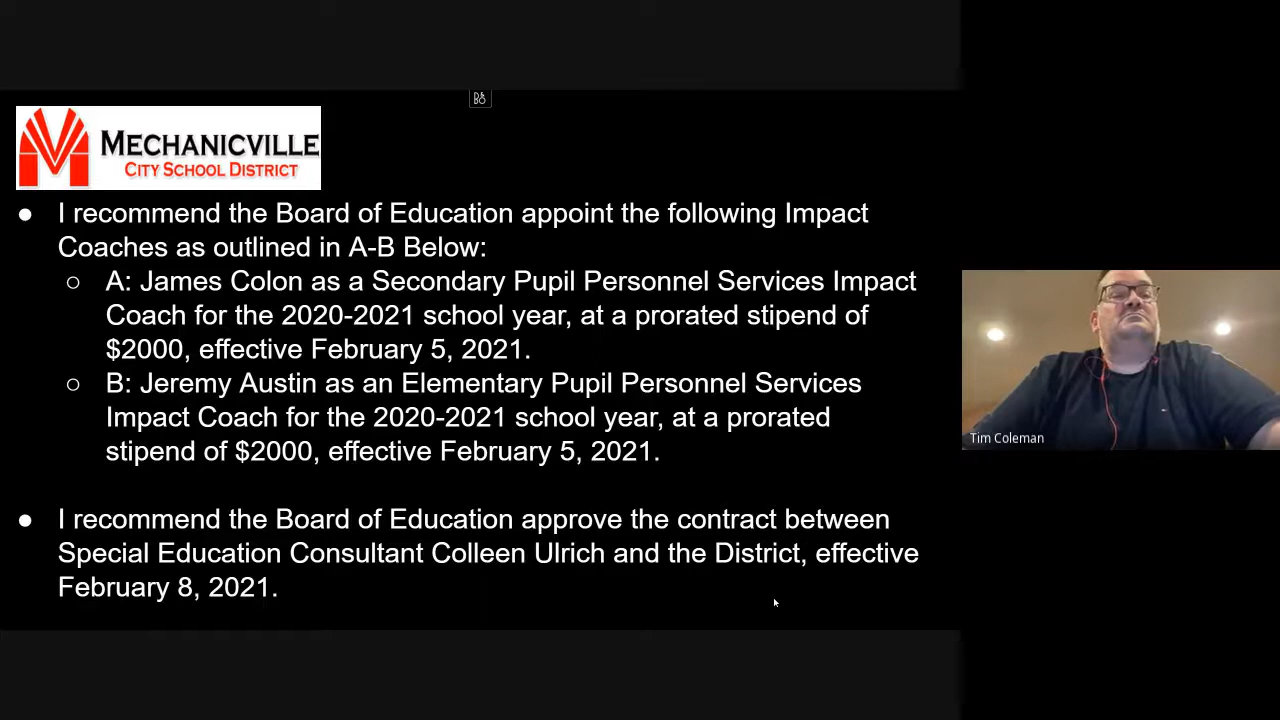 MECHANICVILLE
CITY SCHOOL DISTRICT
● I recommend the Board of Education appoint the following Impact
Coaches as outlined in A-B Below:
○ A: James Colon as a Secondary Pupil Personnel Services Impact
Coach for the 2020-2021 school year, at a prorated stipend of
$2000, effective February 5, 2021.
○ B: Jeremy Austin as an Elementary Pupil Personnel Services
Impact Coach for the 2020-2021 school year, at a prorated
stipend of $2000, effective February 5, 2021.
● I recommend the Board of Education approve the contract between
Special Education Consultant Colleen Ulrich and the District, effective
February 8, 2021.
Tim Coleman